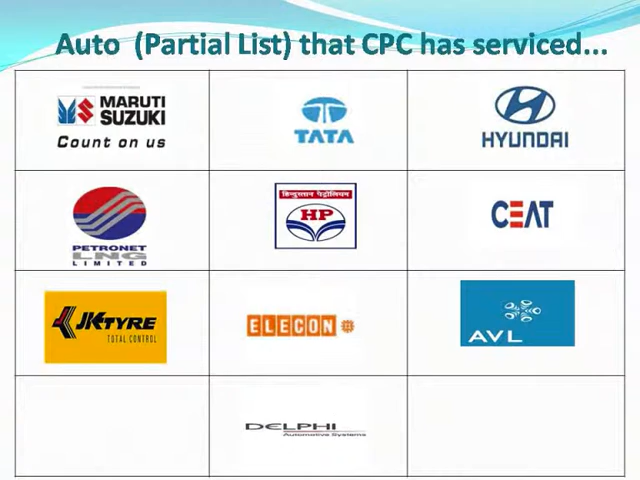 Auto (Partial List) that CPC has serviced...
MARUTI
SUZUKI
Count on us
TATA
HYUNDAI
PETRONET
LNG
LIMITED
हिन्दुस्तान पेट्रोलियम
HP
CEAT
JK TYRE
TOTAL CONTROL
ELECON
AVL
DELPHI
Automotive Systems